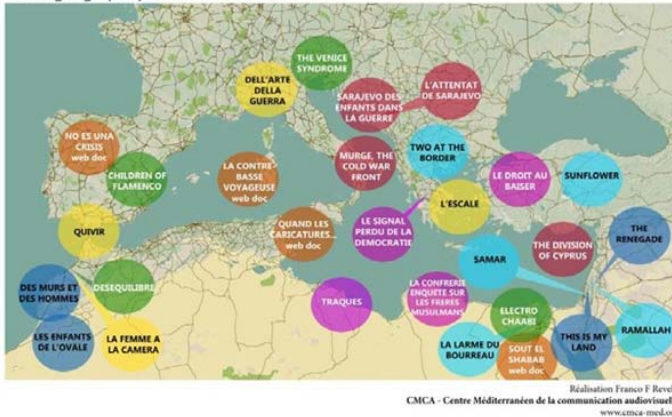 THE VENICE
SYNDROME
DELL'ARTE
DELLA
GUERRA
L'ATTENTAT
DE SARAJEVO
SARAJEVO DES
ENFANTS DANS
LA GUERRE
NO ES UNA
CRISIS
web doc
CHILDREN OF
FLAMENCO
LA CONTRE-
BASSE
VOYAGEUSE
web doc
MURGE, THE
COLD WAR
FRONT
TWO AT THE
BORDER
LE DROIT AU
BAISER
SUNFLOWER
L'ESCALE
QUIVIR
QUAND LES
CARICATURES...
web doc
LE SIGNAL
PERDU DE LA
DEMOCRATIE
THE
RENEGADE
THE DIVISION
OF CYPRUS
SAMAR
DES MURS ET
DES HOMMES
DESEQUILIBRE
TRAQUES
LA CONFRERIE
ENQUETE SUR
LES FRERES
MUSULMANS
ELECTRO
CHAABI
LES ENFANTS
DE L'OVALE
LA FEMME A
LA CAMERA
LA LARME DU
BOURREAU
SOUT EL
SHABAB
web doc
THIS IS MY
LAND
RAMALLAH
Réalisation Franco F Revel
CMCA - Centre Méditerranéen de la communication audiovisuel